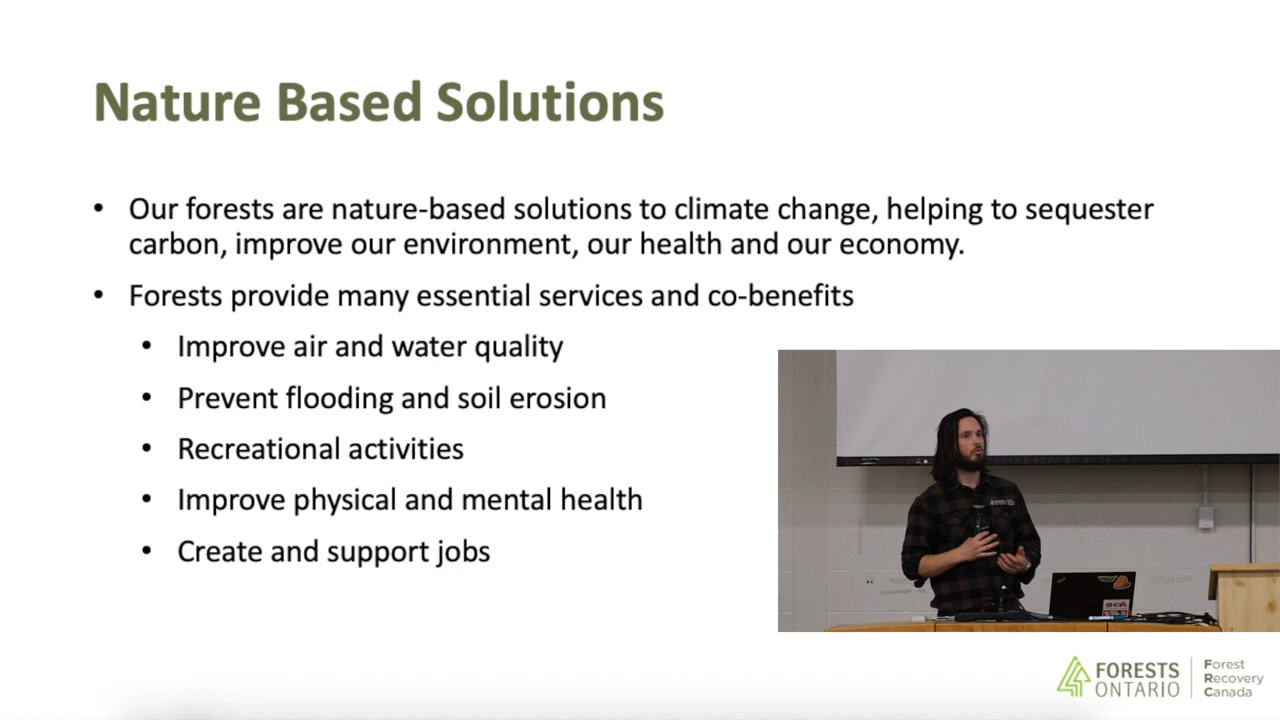 Nature Based Solutions
• Our forests are nature-based solutions to climate change, helping to sequester
carbon, improve our environment, our health and our economy.
• Forests provide many essential services and co-benefits
• Improve air and water quality
• Prevent flooding and soil erosion
• Recreational activities
• Improve physical and mental health
• Create and support jobs
FORESTS
ONTARIO
Forest
Recovery
Canada